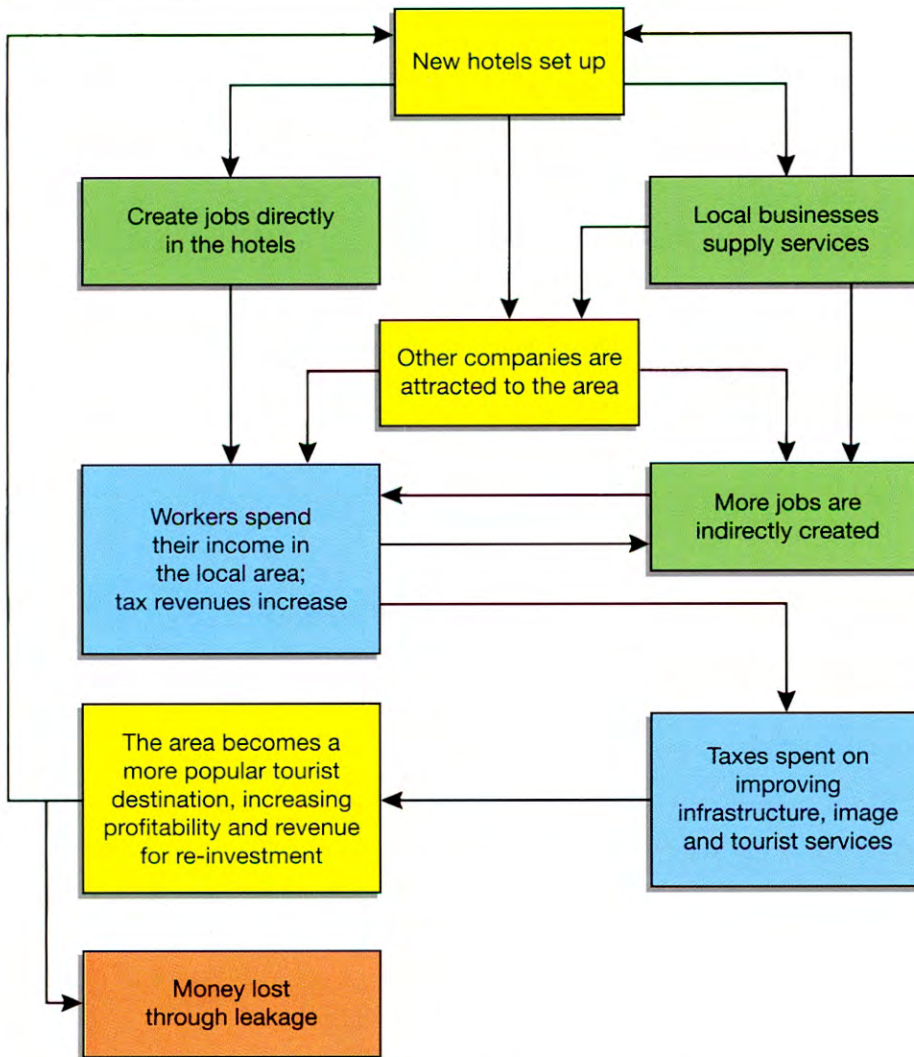 New hotels set up
Create jobs directly
in the hotels
Local businesses
supply services
Other companies are
attracted to the area
Workers spend
their income in
the local area;
tax revenues increase
More jobs are
indirectly created
The area becomes a
more popular tourist
destination, increasing
profitability and revenue
for re-investment
Taxes spent on
improving
infrastructure, image
and tourist services
Money lost
through leakage